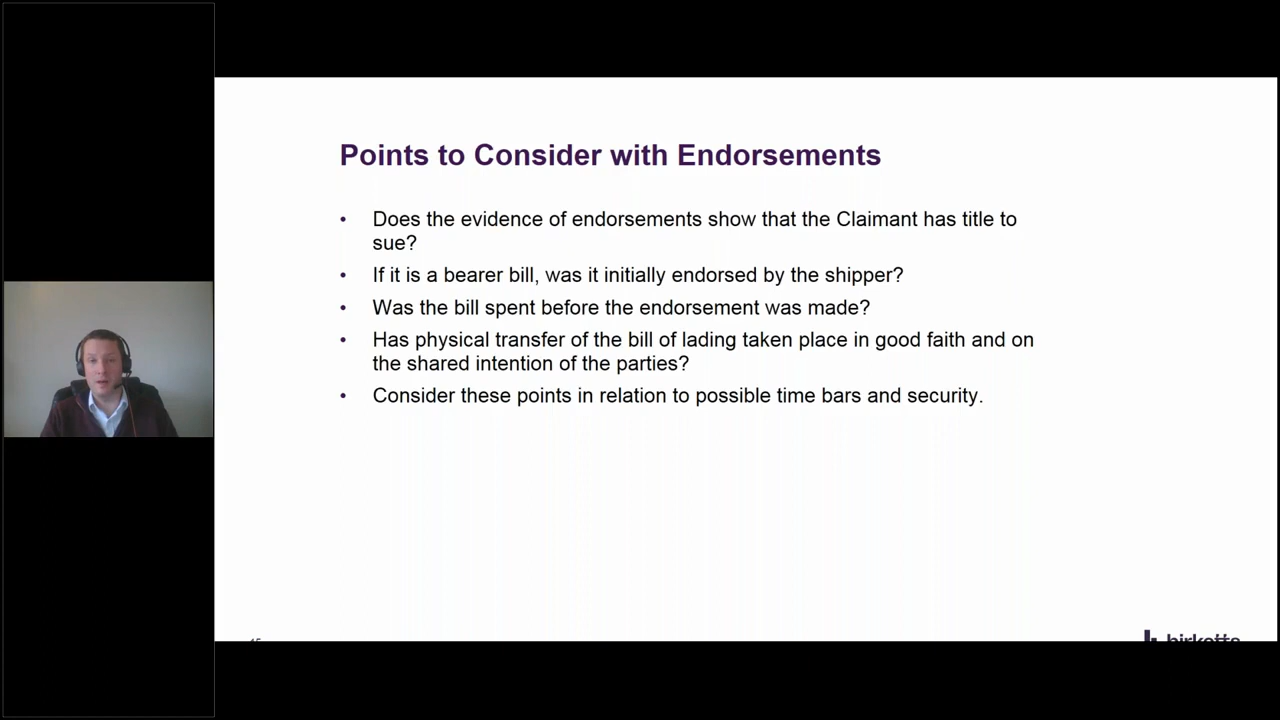 Points to Consider with Endorsements
• Does the evidence of endorsements show that the Claimant has title to
sue?
• If it is a bearer bill, was it initially endorsed by the shipper?
• Was the bill spent before the endorsement was made?
• Has physical transfer of the bill of lading taken place in good faith and on
the shared intention of the parties?
• Consider these points in relation to possible time bars and security.
birketts